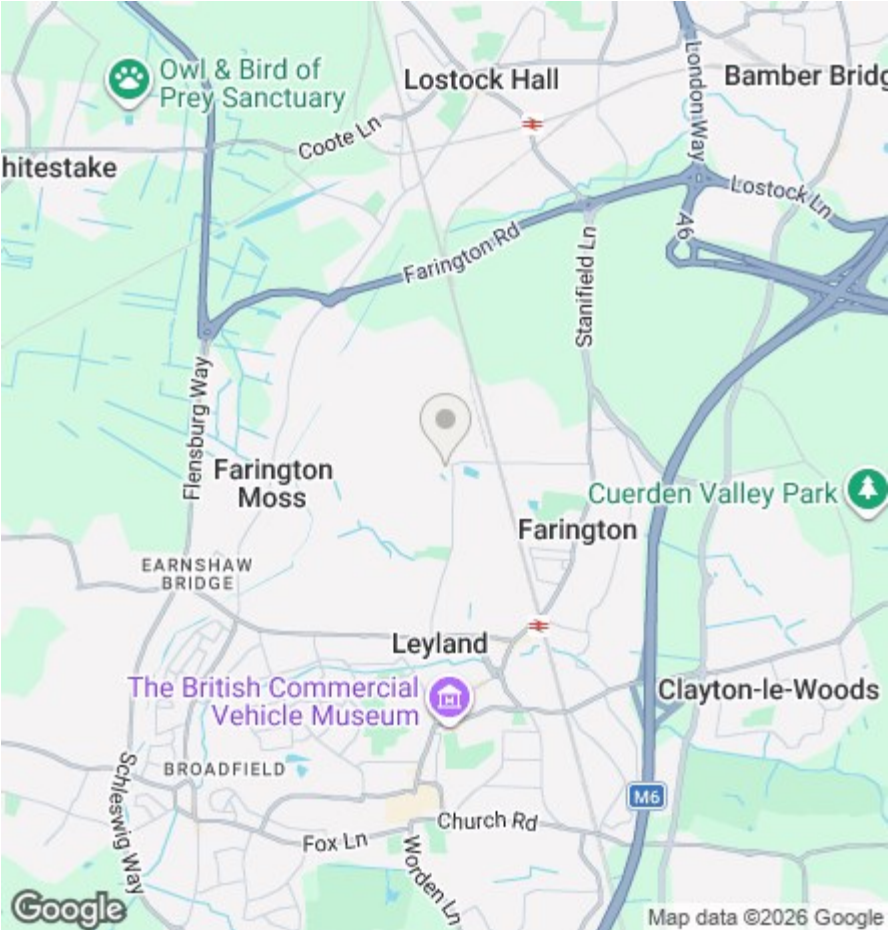 Owl & Bird of
Prey Sanctuary
Lostock Hall
London Way
Bamber Bridg
Coote Ln
hitestake
Lostock Ln
A6
Farington Rd
Stanifield Ln
Flensburg Way
Farington
Moss
Cuerden Valley Park
Farington
EARNSHAW
BRIDGE
Leyland
The British Commercial
Vehicle Museum
Clayton-le-Woods
BROADFIELD
Schleswig Way
M6
Church Rd
Fox Ln
Worden Ln
Google
Map data ©2026 Google